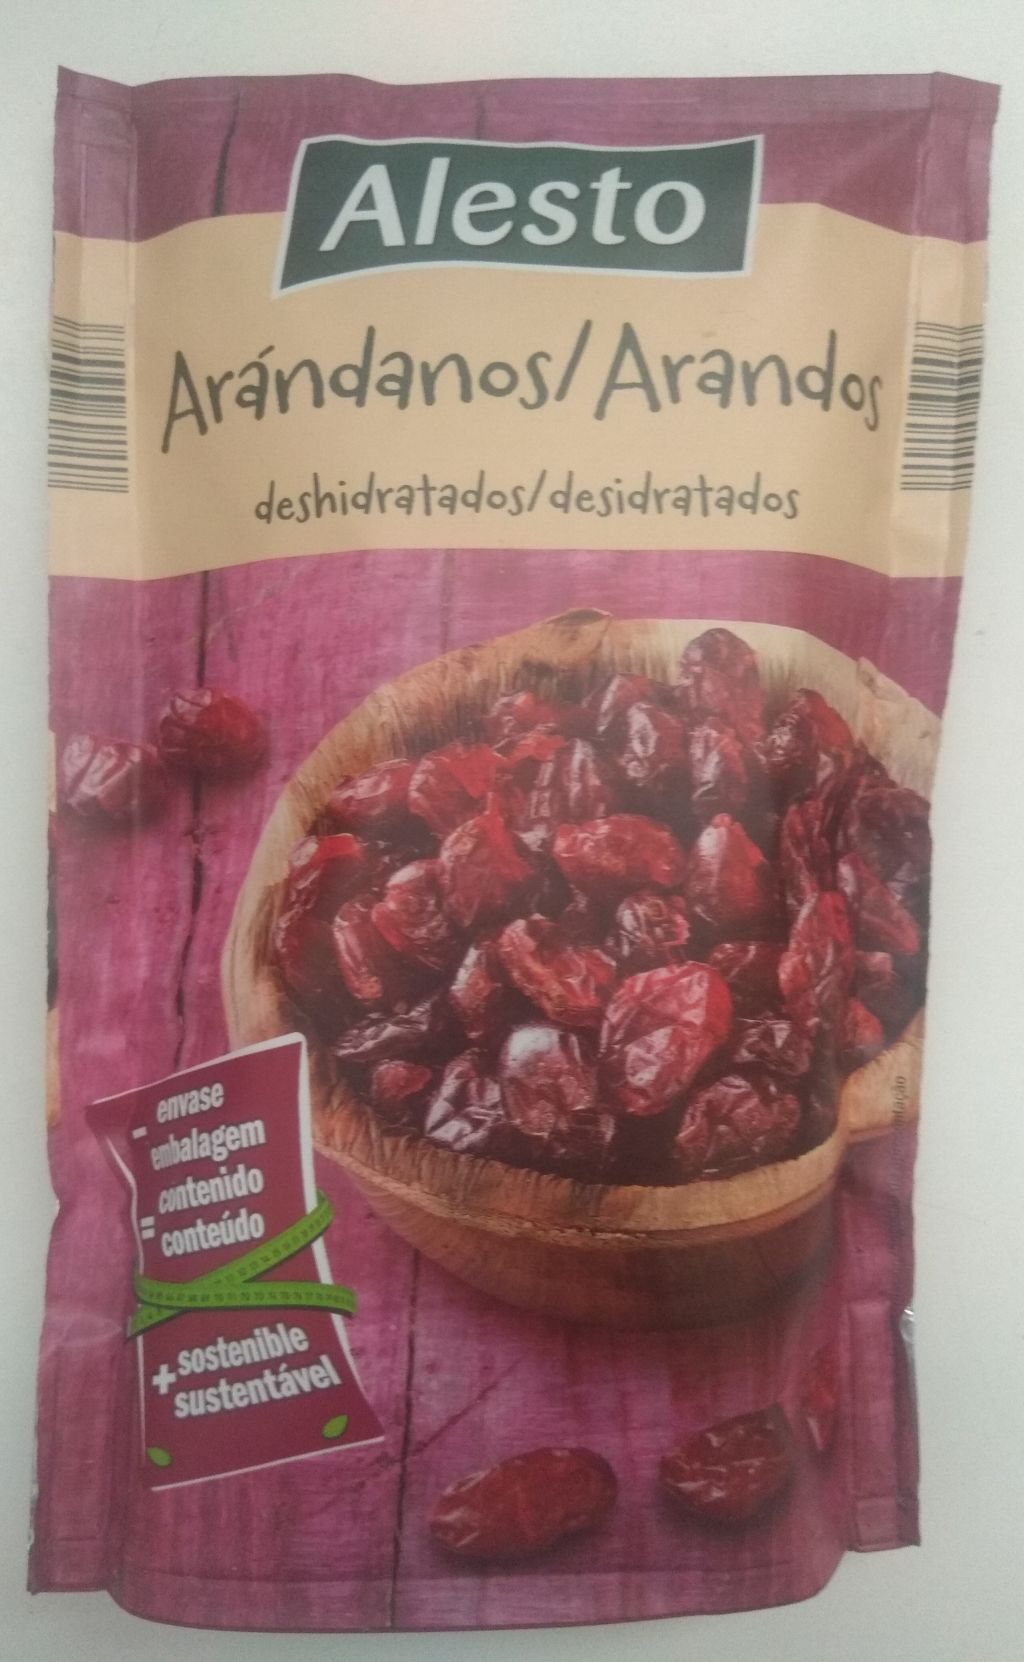 Alesto
Arándanos/Arandos
deshidratados/desidratados
- envase
embalagem
= contenido
conteúdo
+ sostenible
sustentável